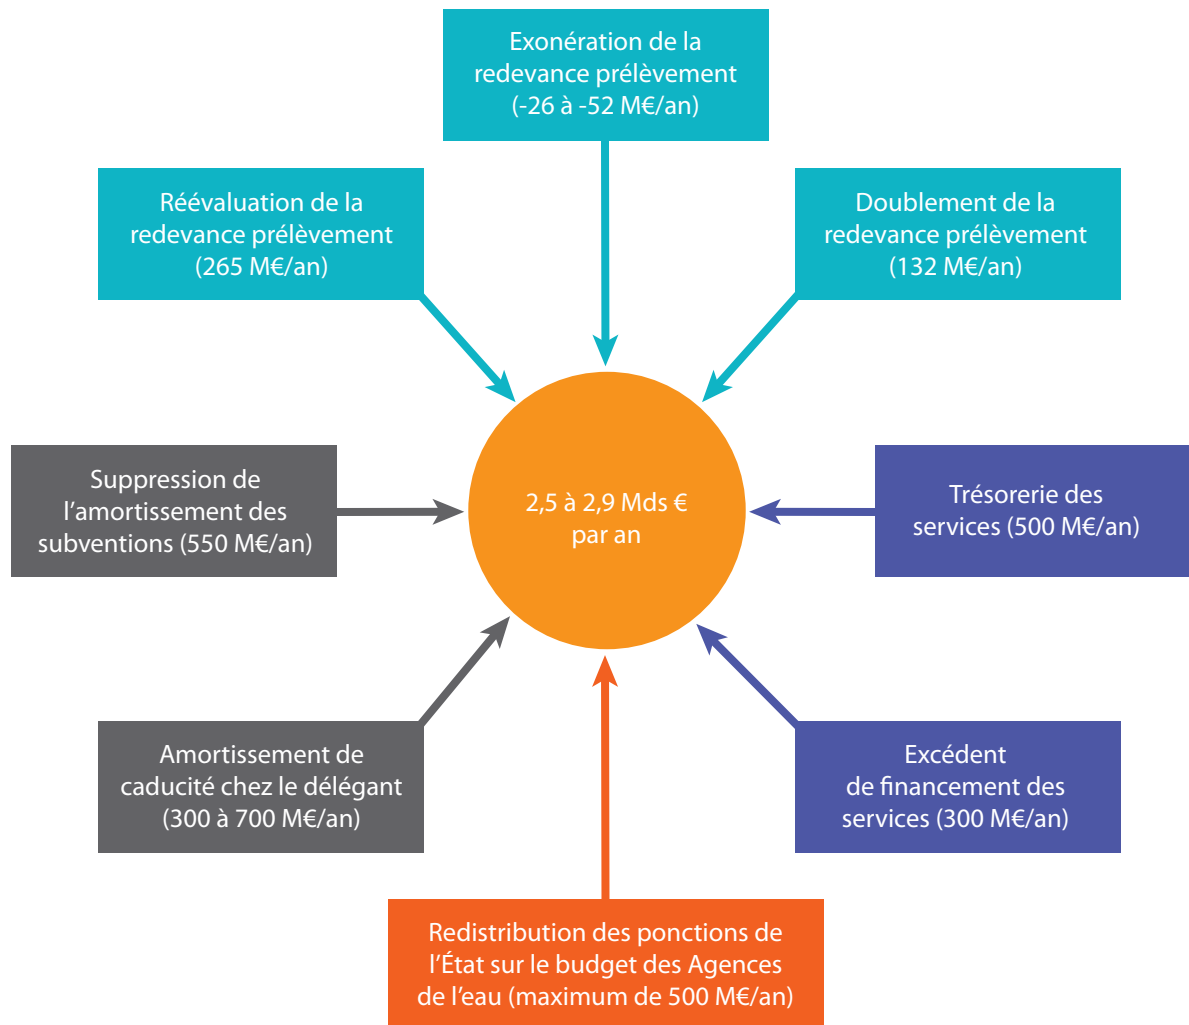 Exonération de la
redevance prélèvement
(-26 à -52 M€/an)
Réévaluation de la
redevance prélèvement
(265 M€/an)
Doublement de la
redevance prélèvement
(132 M€/an)
Suppression de
l’amortissement des
subventions (550 M€/an)
2,5 à 2,9 Mds €
par an
Trésorerie des
services (500 M€/an)
Amortissement de
caducité chez le délégant
(300 à 700 M€/an)
Excédent
de financement des
services (300 M€/an)
Redistribution des ponctions de
l’État sur le budget des Agences
de l’eau (maximum de 500 M€/an)